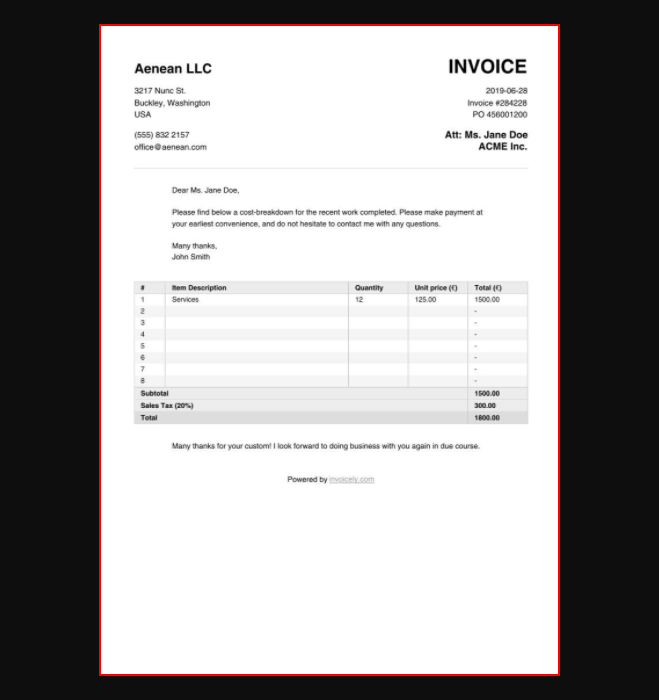 Aenean LLC
INVOICE
3217 Nunc St.
Buckley, Washington
USA
2019-06-28
Invoice #284228
PO 456001200
(555) 832 2157
office@aenean.com
Att: Ms. Jane Doe
ACME Inc.
Dear Ms. Jane Doe,
Please find below a cost-breakdown for the recent work completed. Please make payment at
your earliest convenience, and do not hesitate to contact me with any questions.
Many thanks,
John Smith
# Item Description Quantity Unit price (€) Total (€)
1 Services 12 125.00 1500.00
2 -
3 -
4 -
5 -
6 -
7 -
8 -
Subtotal 1500.00
Sales Tax (20%) 300.00
Total 1800.00
Many thanks for your custom! I look forward to doing business with you again in due course.
Powered by invoicely.com